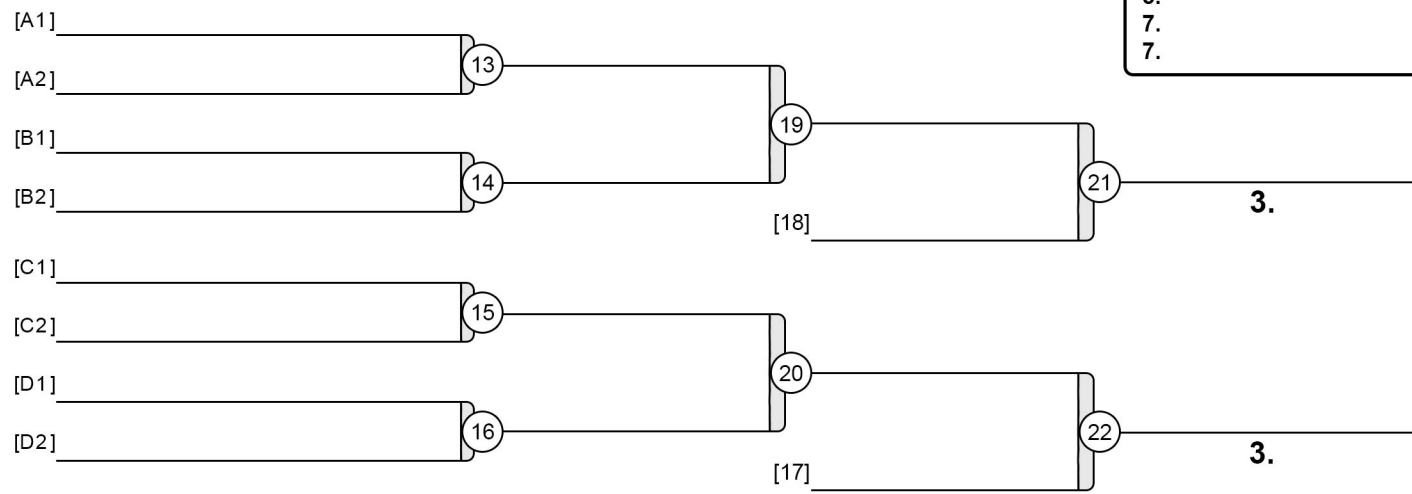 [A1]
13
[A2]
19
[B1]
14
[B2]
[18]
21
3.
[C1]
15
[C2]
20
[D1]
16
[D2]
[17]
22
3.
7.
7.